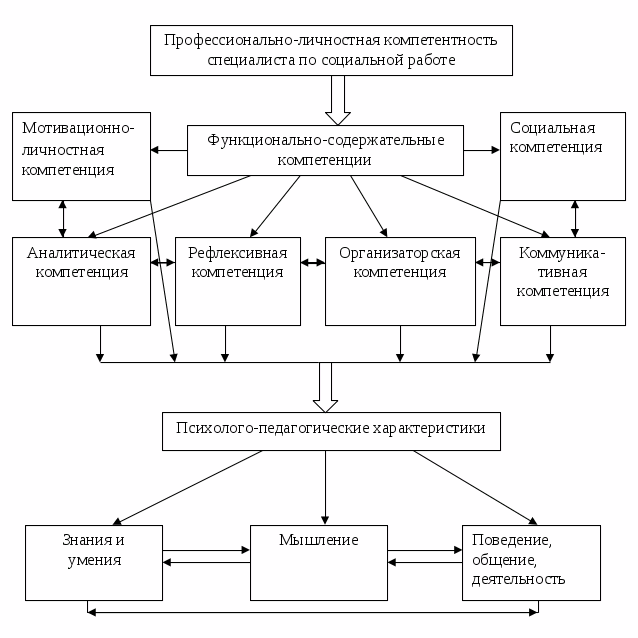 Профессионально-личностная компетентность
специалиста по социальной работе
Мотивационно-
личностная
компетенция
Функционально-содержательные
компетенции
Социальная
компетенция
Аналитическая
компетенция
Рефлексивная
компетенция
Организаторская
компетенция
Коммуника-
тивная
компетенция
Психолого-педагогические характеристики
Знания и
умения
Мышление
Поведение,
общение,
деятельность